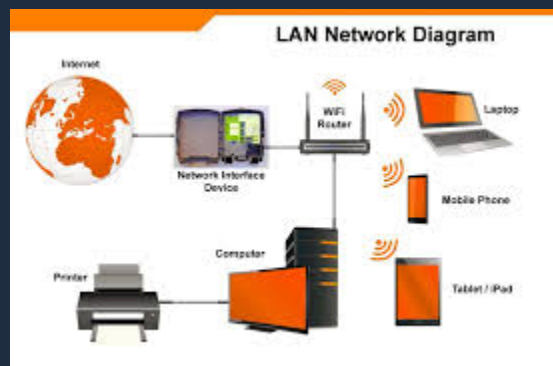 LAN Network Diagram
Internet
WiFi
Router
Laptop
Network Interface
Device
Mobile Phone
Computer
Printer
Tablet / iPad